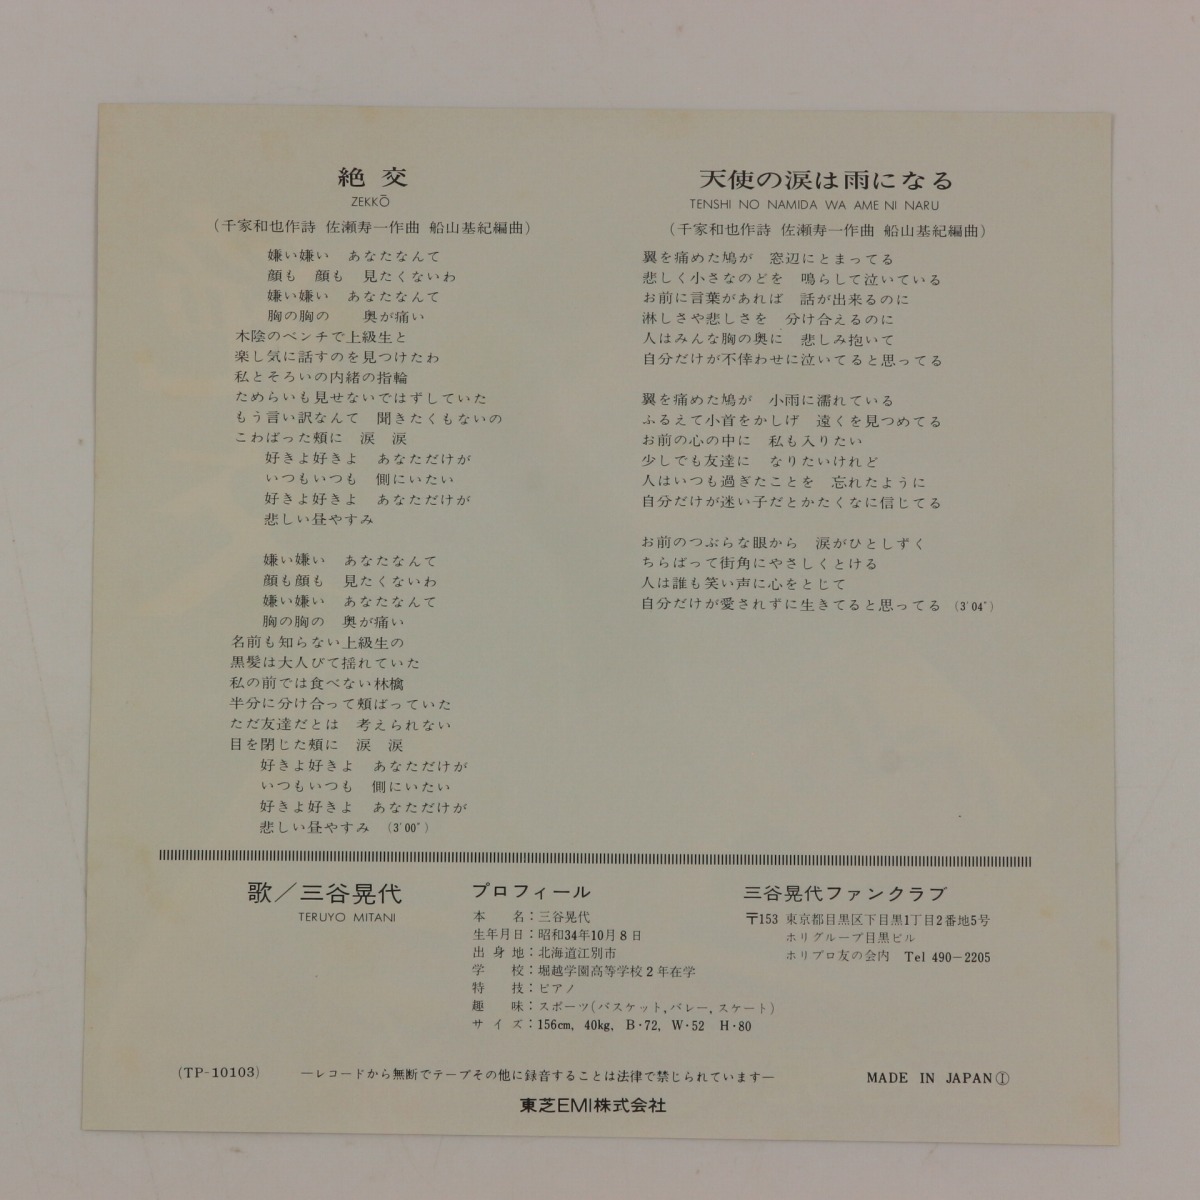 絶交
ZEKKŌ
(千家和也作詩 佐瀬寿一作曲 船山基紀編曲)
嫌い嫌い　あなたなんて
顔も　顔も　見たくないわ
嫌い嫌い　あなたなんて
胸の胸の　　奥が痛い
木陰のベンチで上級生と
楽し気に話すのを見つけたわ
私とそろいの内緒の指輪
ためらいも見せないではずしていた
もう言い訳なんて　聞きたくもないの
こわばった頬に　涙　涙
好きよ好きよ　あなただけが
いつもいつも　側にいたい
好きよ好きよ　あなただけが
悲しい昼やすみ
嫌い嫌い　あなたなんて
顔も顔も　見たくないわ
嫌い嫌い　あなたなんて
胸の胸の　奥が痛い
名前も知らない上級生の
黒髪は大人びて揺れていた
私の前では食べない林檎
半分に分け合って頬ばっていた
ただ友達だとは　考えられない
目を閉じた頬に　涙　涙
好きよ好きよ　あなただけが
いつもいつも　側にいたい
好きよ好きよ　あなただけが
悲しい昼やすみ (3'00")
天使の涙は雨になる
TENSHI NO NAMIDA WA AME NI NARU
(千家和也作詩 佐瀬寿一作曲 船山基紀編曲)
翼を痛めた鳩が　窓辺にとまってる
悲しく小さなのどを　鳴らして泣いている
お前に言葉があれば　話が出来るのに
淋しさや悲しさを　分け合えるのに
人はみんな胸の奥に　悲しみ抱いて
自分だけが不倖わせに泣いてると思ってる
翼を痛めた鳩が　小雨に濡れている
ふるえて小首をかしげ　遠くを見つめてる
お前の心の中に　私も入りたい
少しでも友達に　なりたいけれど
人はいつも過ぎたことを　忘れたように
自分だけが迷い子だとかたくなに信じてる
お前のつぶらな眼から　涙がひとしずく
ちらばって街角にやさしくとける
人は誰も笑い声に心をとじて
自分だけが愛されずに生きてると思ってる (3'04")
歌／三谷晃代
TERUYO MITANI
プロフィール
本　名：三谷晃代
生年月日：昭和34年10月8日
出身地：北海道江別市
学　校：堀越学園高等学校2年在学
特　技：ピアノ
趣　味：スポーツ(バスケット,バレー,スケート)
サイズ：156cm, 40kg, B・72, W・52 H・80
三谷晃代ファンクラブ
〒153 東京都目黒区下目黒1丁目2番地5号
ホリグループ目黒ビル
ホリプロ友の会内　Tel 490-2205
(TP-10103)
―レコードから無断でテープその他に録音することは法律で禁じられています―
MADE IN JAPAN Ⓘ
東芝EMI株式会社